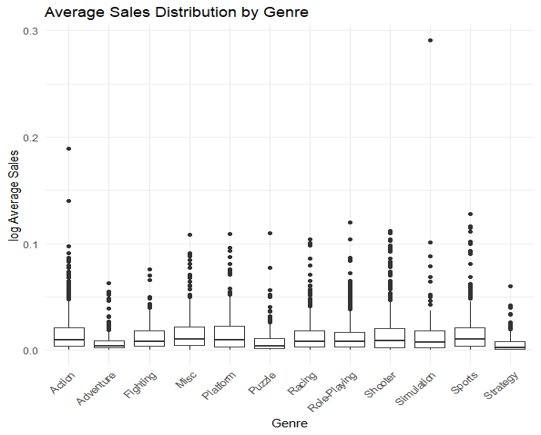 Average Sales Distribution by Genre
log Average Sales
0.3
0.2
0.1
0.0
Action
Adventure
Fighting
Misc
Platform
Puzzle
Racing
Role-Playing
Shooter
Simulation
Sports
Strategy
Genre